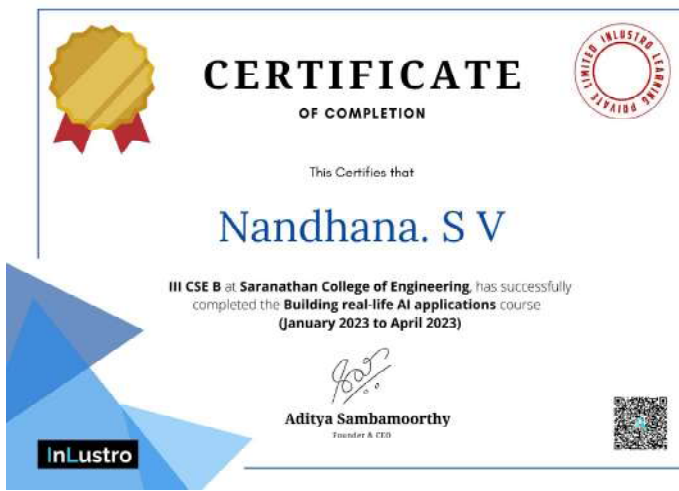 CERTIFICATE
OF COMPLETION
INLUSTRO LEARNING PRIVATE LIMITED
This Certifies that
Nandhana. S V
III CSE B at Saranathan College of Engineering, has successfully
completed the Building real-life AI applications course
(January 2023 to April 2023)
Aditya Sambamoorthy
Founder & CEO
InLustro